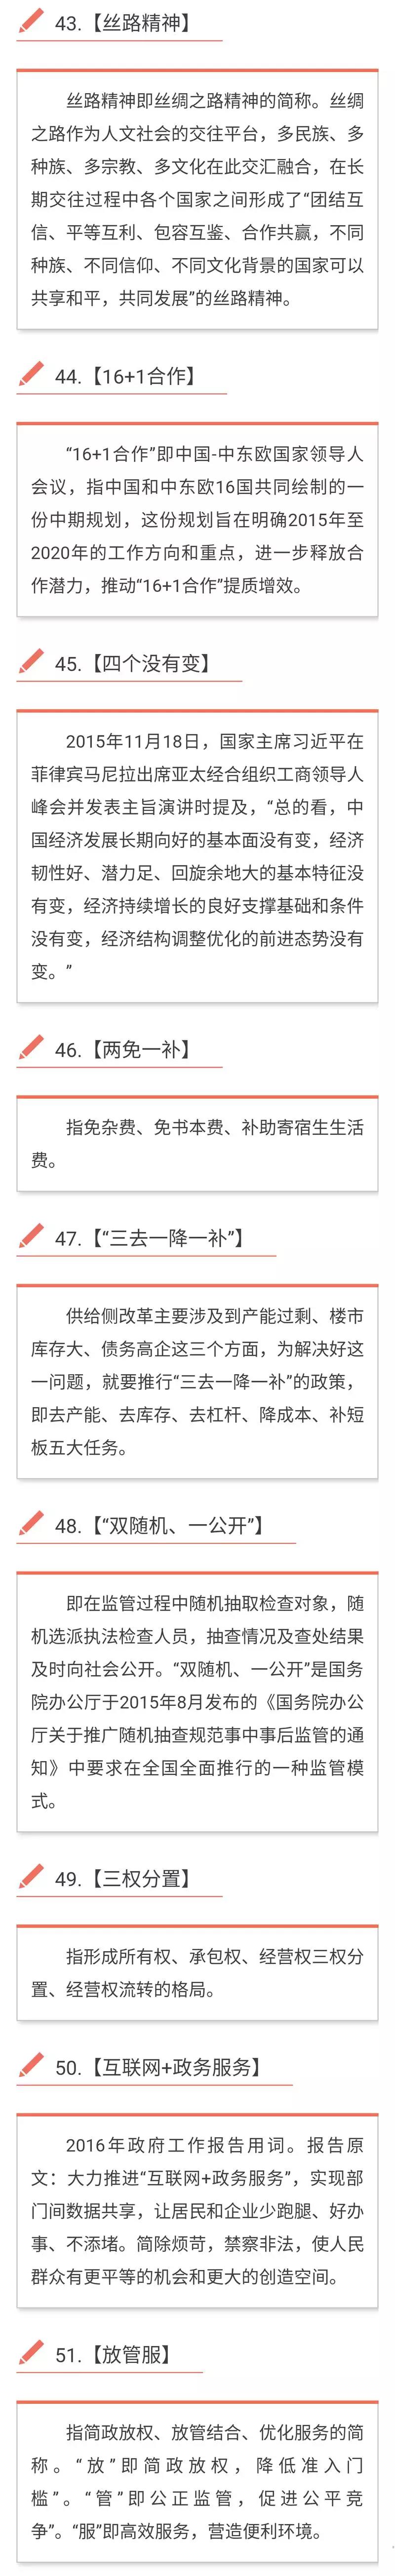 43.【丝路精神】
丝路精神即丝绸之路精神的简称。丝绸
之路作为人文社会的交往平台，多民族、多
种族、多宗教、多文化在此交汇融合，在长
期交往过程中各个国家之间形成了“团结互
信、平等互利、包容互鉴、合作共赢，不同
种族、不同信仰、不同文化背景的国家可以
共享和平，共同发展”的丝路精神。
44.【16+1合作】
“16+1合作”即中国-中东欧国家领导人
会议，指中国和中东欧16国共同绘制的一
份中期规划，这份规划旨在明确2015年至
2020年的工作方向和重点，进一步释放合
作潜力，推动“16+1合作”提质增效。
45.【四个没有变】
2015年11月18日，国家主席习近平在
菲律宾马尼拉出席亚太经合组织工商领导人
峰会并发表主旨演讲时提及，“总的看，中
国经济发展长期向好的基本面没有变，经济
韧性好、潜力足、回旋余地大的基本特征没
有变，经济持续增长的良好支撑基础和条件
没有变，经济结构调整优化的前进态势没有
变。”
46.【两免一补】
指免杂费、免书本费、补助寄宿生生活
费。
47.【“三去一降一补”】
供给侧改革主要涉及到产能过剩、楼市
库存大、债务高企这三个方面，为解决好这
一问题，就要推行“三去一降一补”的政策，
即去产能、去库存、去杠杆、降成本、补短
板五大任务。
48.【“双随机、一公开”】
即在监管过程中随机抽取检查对象，随
机选派执法检查人员，抽查情况及查处结果
及时向社会公开。“双随机、一公开”是国务
院办公厅于2015年8月发布的《国务院办公
厅关于推广随机抽查规范事中事后监管的通
知》中要求在全国全面推行的一种监管模
式。
49.【三权分置】
指形成所有权、承包权、经营权三权分
置、经营权流转的格局。
50.【互联网+政务服务】
2016年政府工作报告用词。报告原
文：大力推进“互联网+政务服务”，实现部
门间数据共享，让居民和企业少跑腿、好办
事、不添堵。简除烦苛，禁察非法，使人民
群众有更平等的机会和更大的创造空间。
51.【放管服】
指简政放权、放管结合、优化服务的简
称。“放”即简政放权，降低准入门
槛”。“管”即公正监管，促进公平竞
争”。“服”即高效服务，营造便利环境。